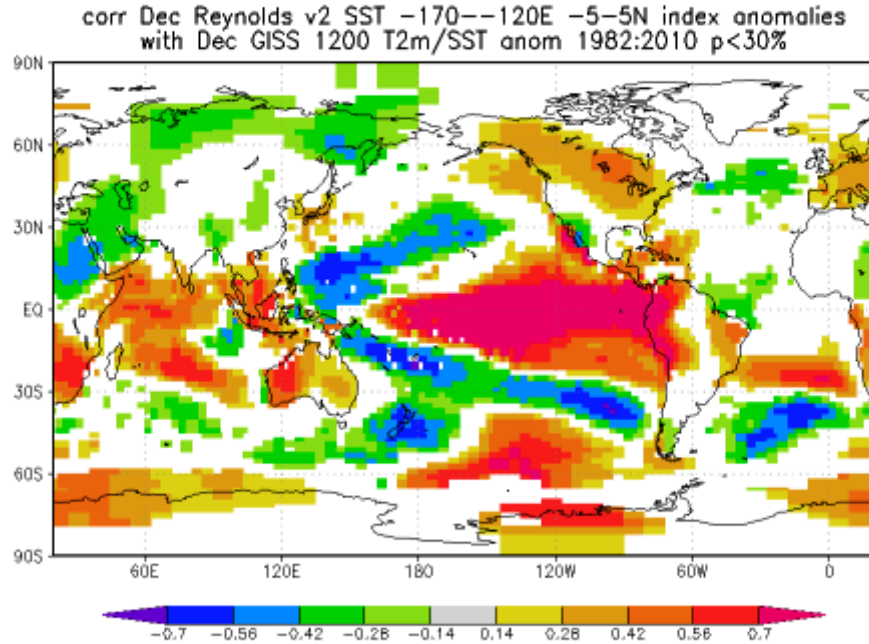 corr Dec Reynolds v2 SST -170--120E -5-5N index anomalies
with Dec GISS 1200 T2m/SST anom 1982:2010 p<30%
90N
60N
30N
EQ
30S
60S
90S
60E 120E 180 120W 60W 0
-0.7 -0.56 -0.42 -0.28 -0.14 0.14 0.28 0.42 0.56 0.7